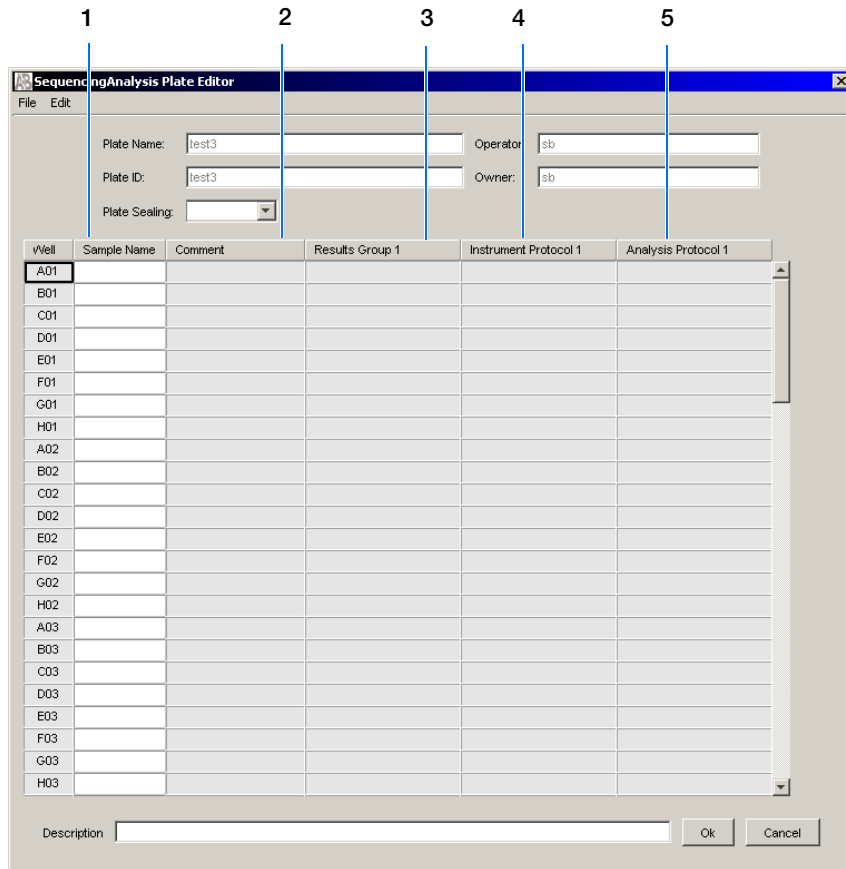 1 2 3 4 5
SequencingAnalysis Plate Editor
File Edit
Plate Name: test3 Operator sb
Plate ID: test3 Owner: sb
Plate Sealing:
Well Sample Name Comment Results Group 1 Instrument Protocol 1 Analysis Protocol 1
A01
B01
C01
D01
E01
F01
G01
H01
A02
B02
C02
D02
E02
F02
G02
H02
A03
B03
C03
D03
E03
F03
G03
H03
Description Ok Cancel